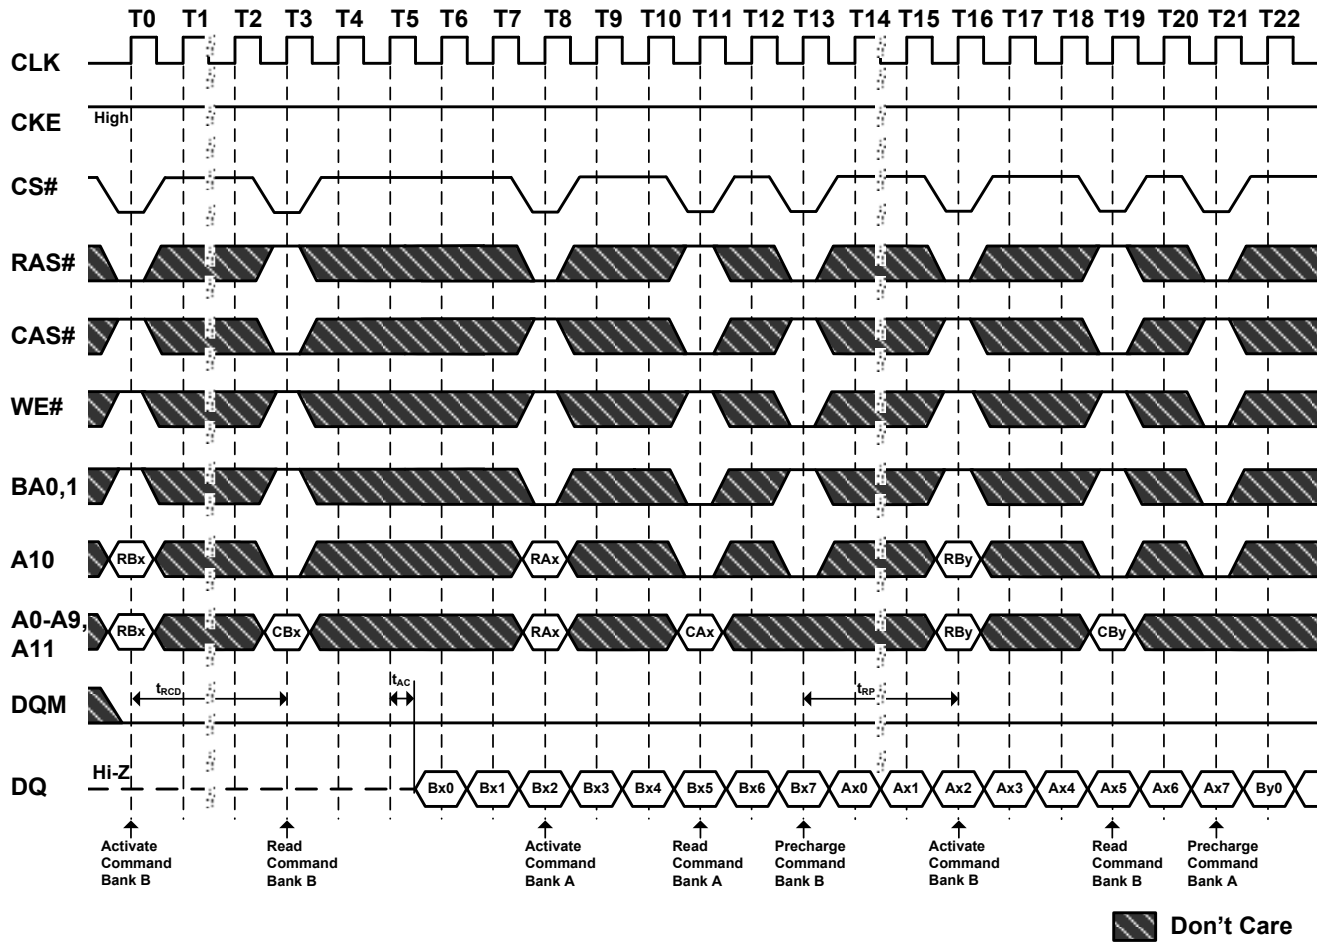 T0 T1 T2 T3 T4 T5 T6 T7 T8 T9 T10 T11 T12 T13 T14 T15 T16 T17 T18 T19 T20 T21 T22
CLK
CKE High
CS#
RAS#
CAS#
WE#
BA0,1
A10 RBx RAx RBy
A0-A9, A11 RBx CBx RAx CAx RBy CBy
DQM tRCD tAC tRP
DQ Hi-Z Bx0 Bx1 Bx2 Bx3 Bx4 Bx5 Bx6 Bx7 Ax0 Ax1 Ax2 Ax3 Ax4 Ax5 Ax6 Ax7 By0
Activate
Command
Bank B
Read
Command
Bank B
Activate
Command
Bank A
Read
Command
Bank A
Precharge
Command
Bank B
Activate
Command
Bank B
Read
Command
Bank B
Precharge
Command
Bank A
Don't Care